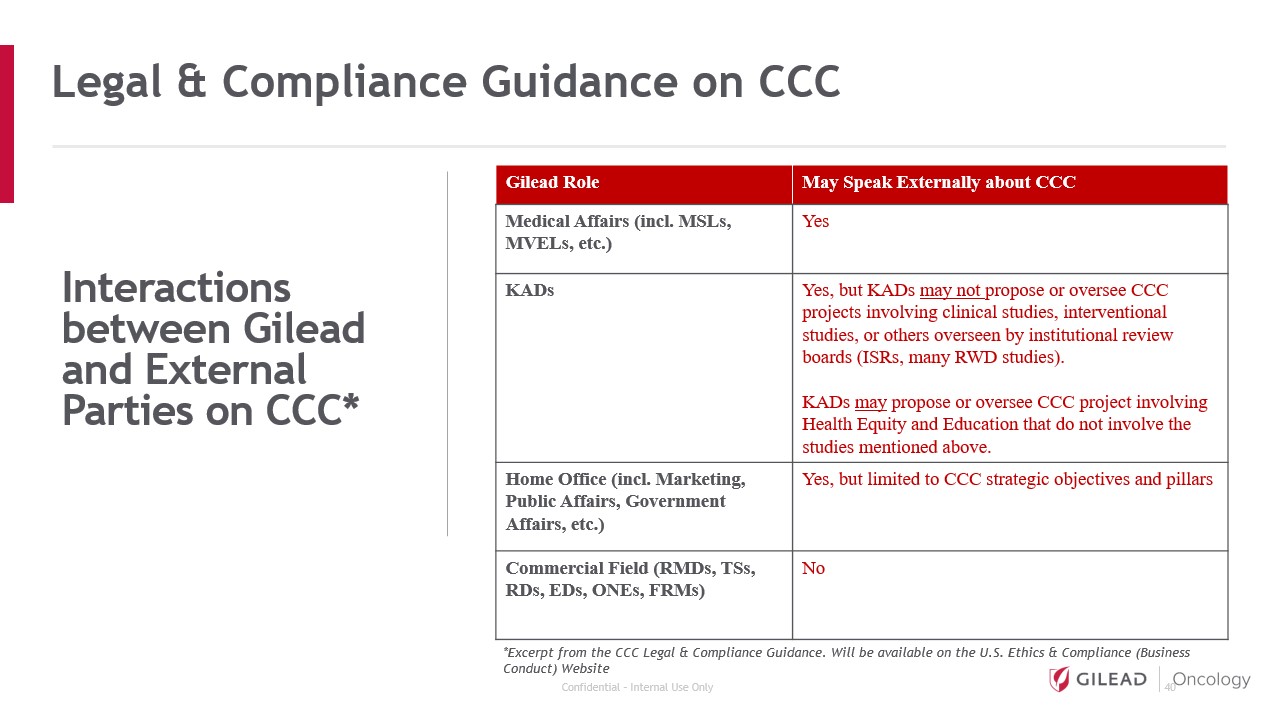 Legal & Compliance Guidance on CCC
Interactions
between Gilead
and External
Parties on CCC*
Gilead Role
May Speak Externally about CCC
Medical Affairs (incl. MSLs,
MVELs, etc.)
Yes
KADs
Yes, but KADs may not propose or oversee CCC
projects involving clinical studies, interventional
studies, or others overseen by institutional review
boards (ISRs, many RWD studies).
KADs may propose or oversee CCC project involving
Health Equity and Education that do not involve the
studies mentioned above.
Home Office (incl. Marketing,
Public Affairs, Government
Affairs, etc.)
Yes, but limited to CCC strategic objectives and pillars
Commercial Field (RMDs, TSs,
RDs, EDs, ONEs, FRMs)
No
*Excerpt from the CCC Legal & Compliance Guidance. Will be available on the U.S. Ethics & Compliance (Business
Conduct) Website
Confidential - Internal Use Only
GILEAD
Oncology
40